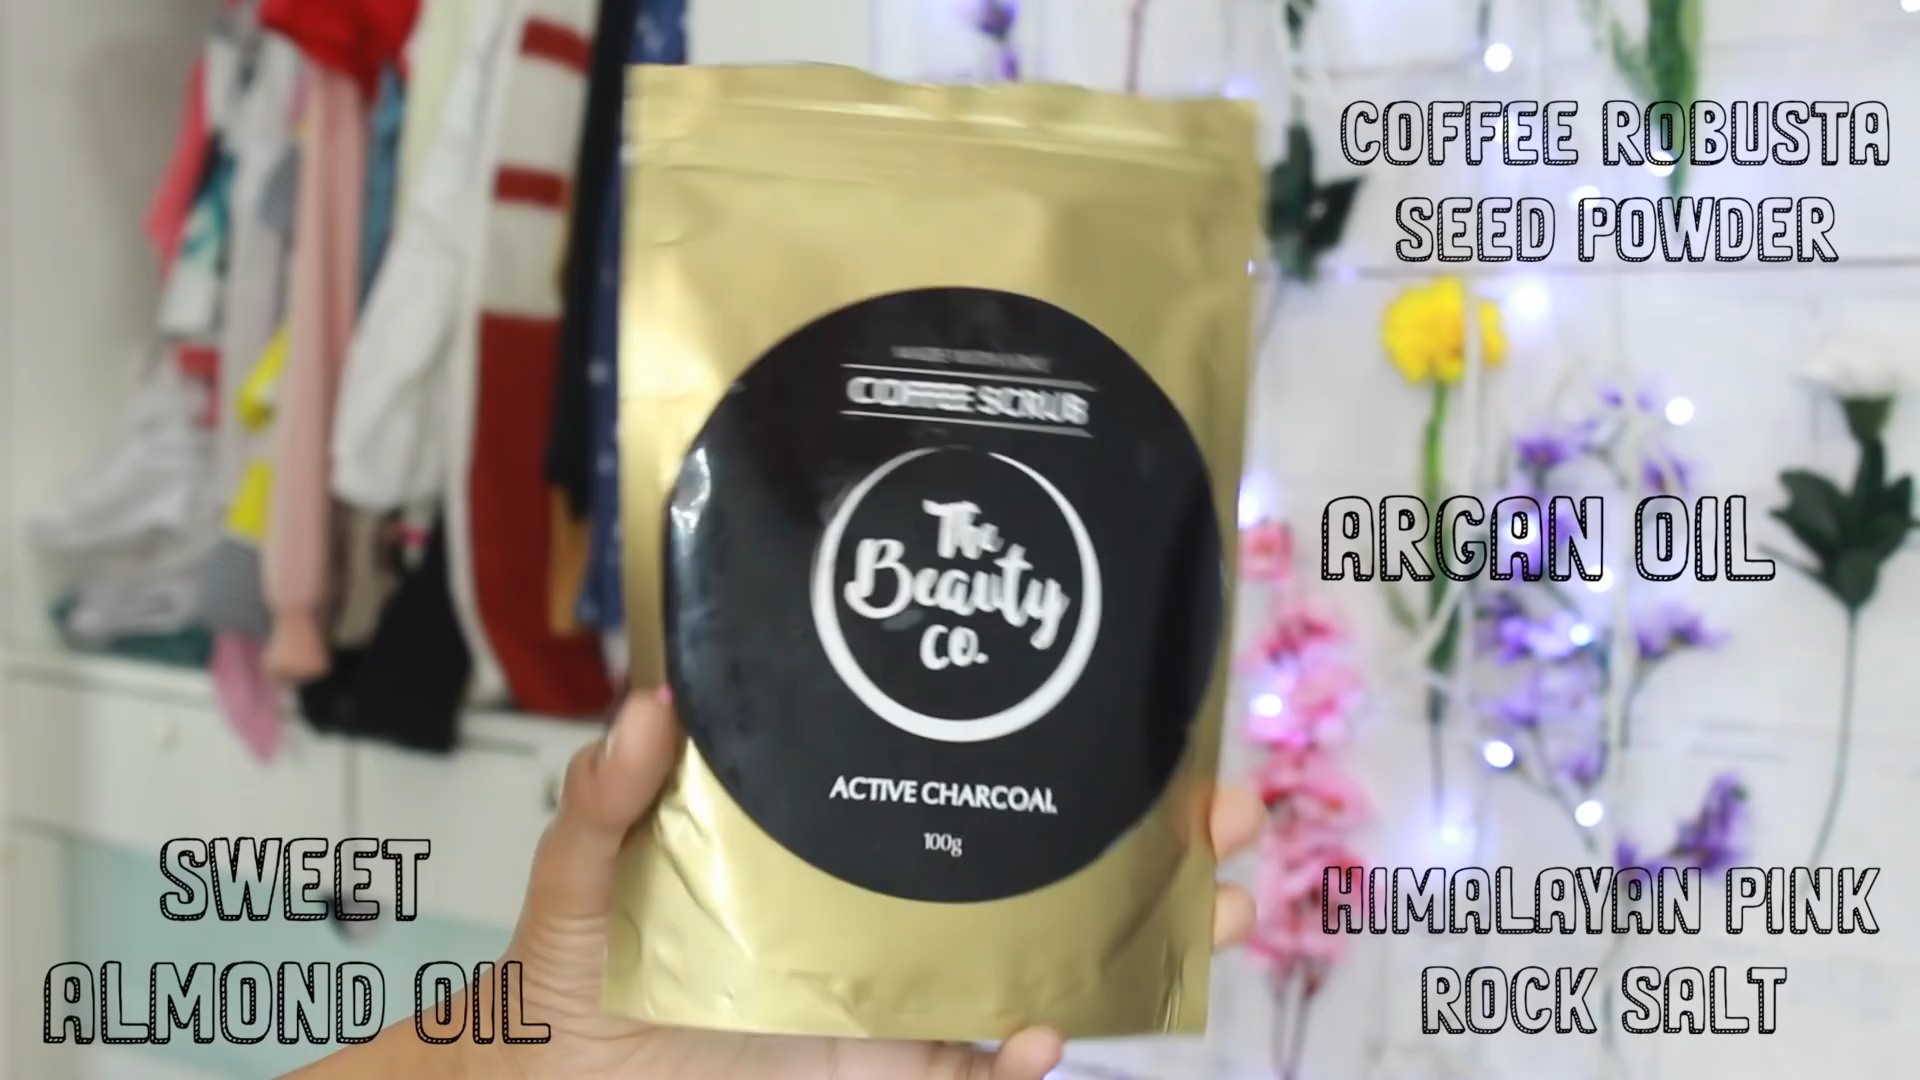 COFFEE ROBUSTA
SEED POWDER
COFFEE SCRUB
The
Beauty
co.
ARGAN OIL
ACTIVE CHARCOAL
100g
SWEET
ALMOND OIL
HIMALAYAN PINK
ROCK SALT